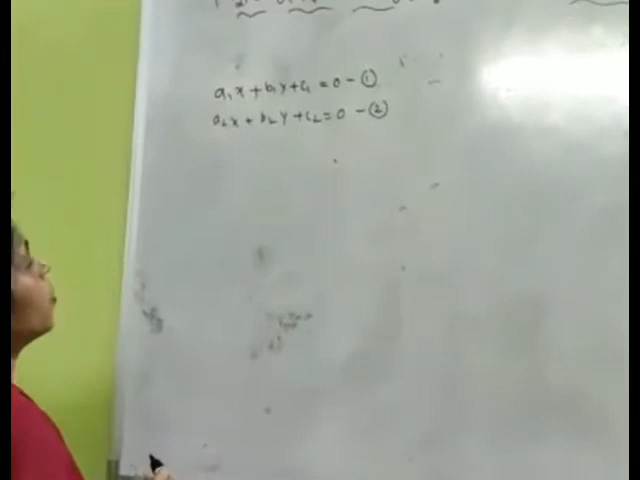 a₁x + b₁y + c₁ = 0 - ①
a₂x + b₂y + c₂ = 0 - ②